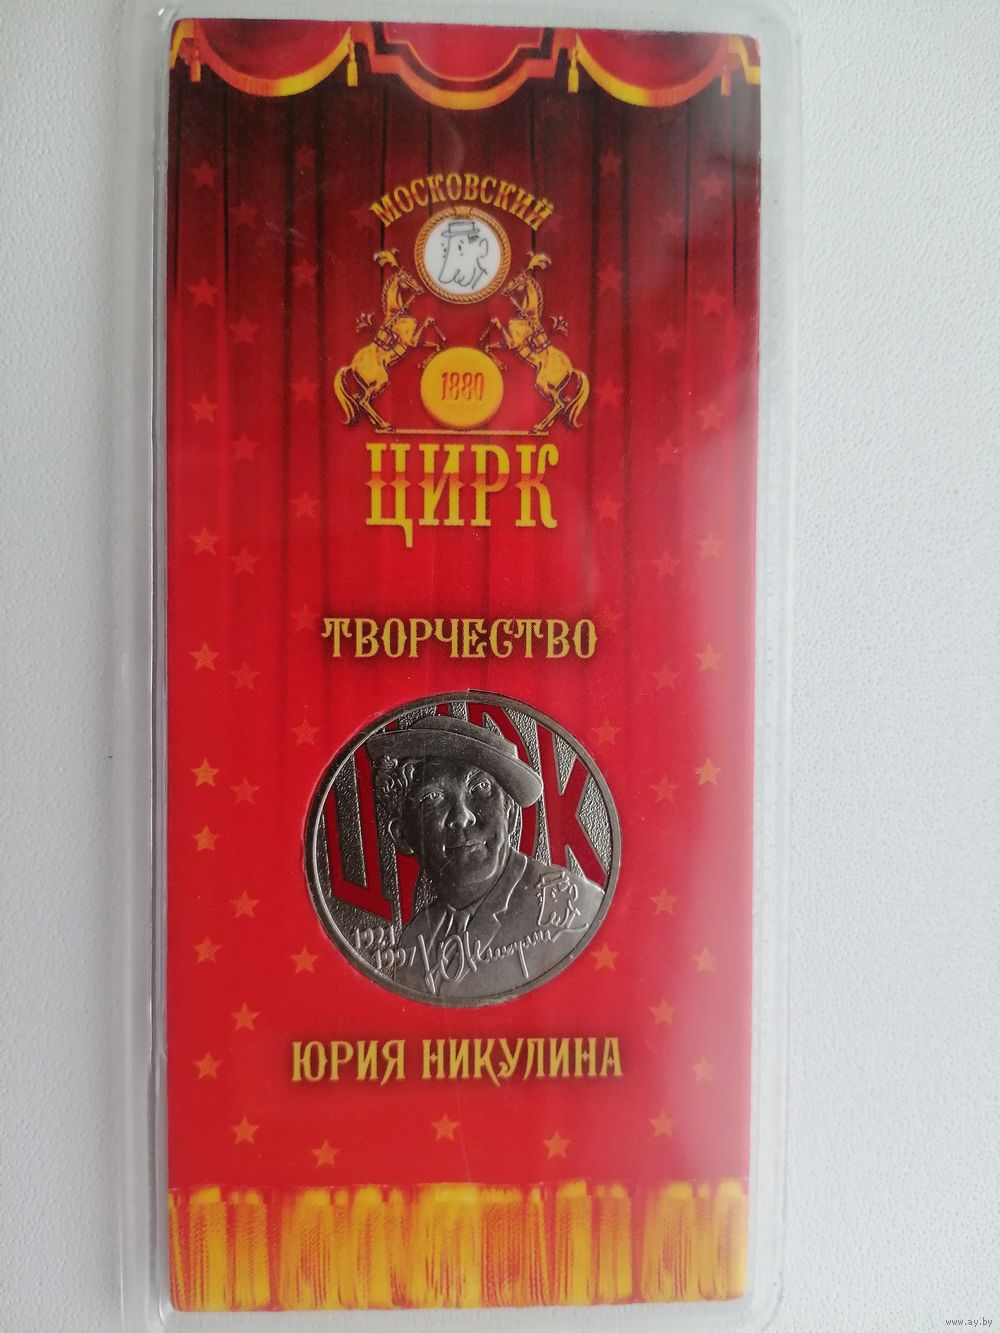 МОСКОВСКИЙ
1880
ЦИРК
ТВОРЧЕСТВО
ЦИРК
1921
1997
ЮРИЯ НИКУЛИНА
www.ay.by